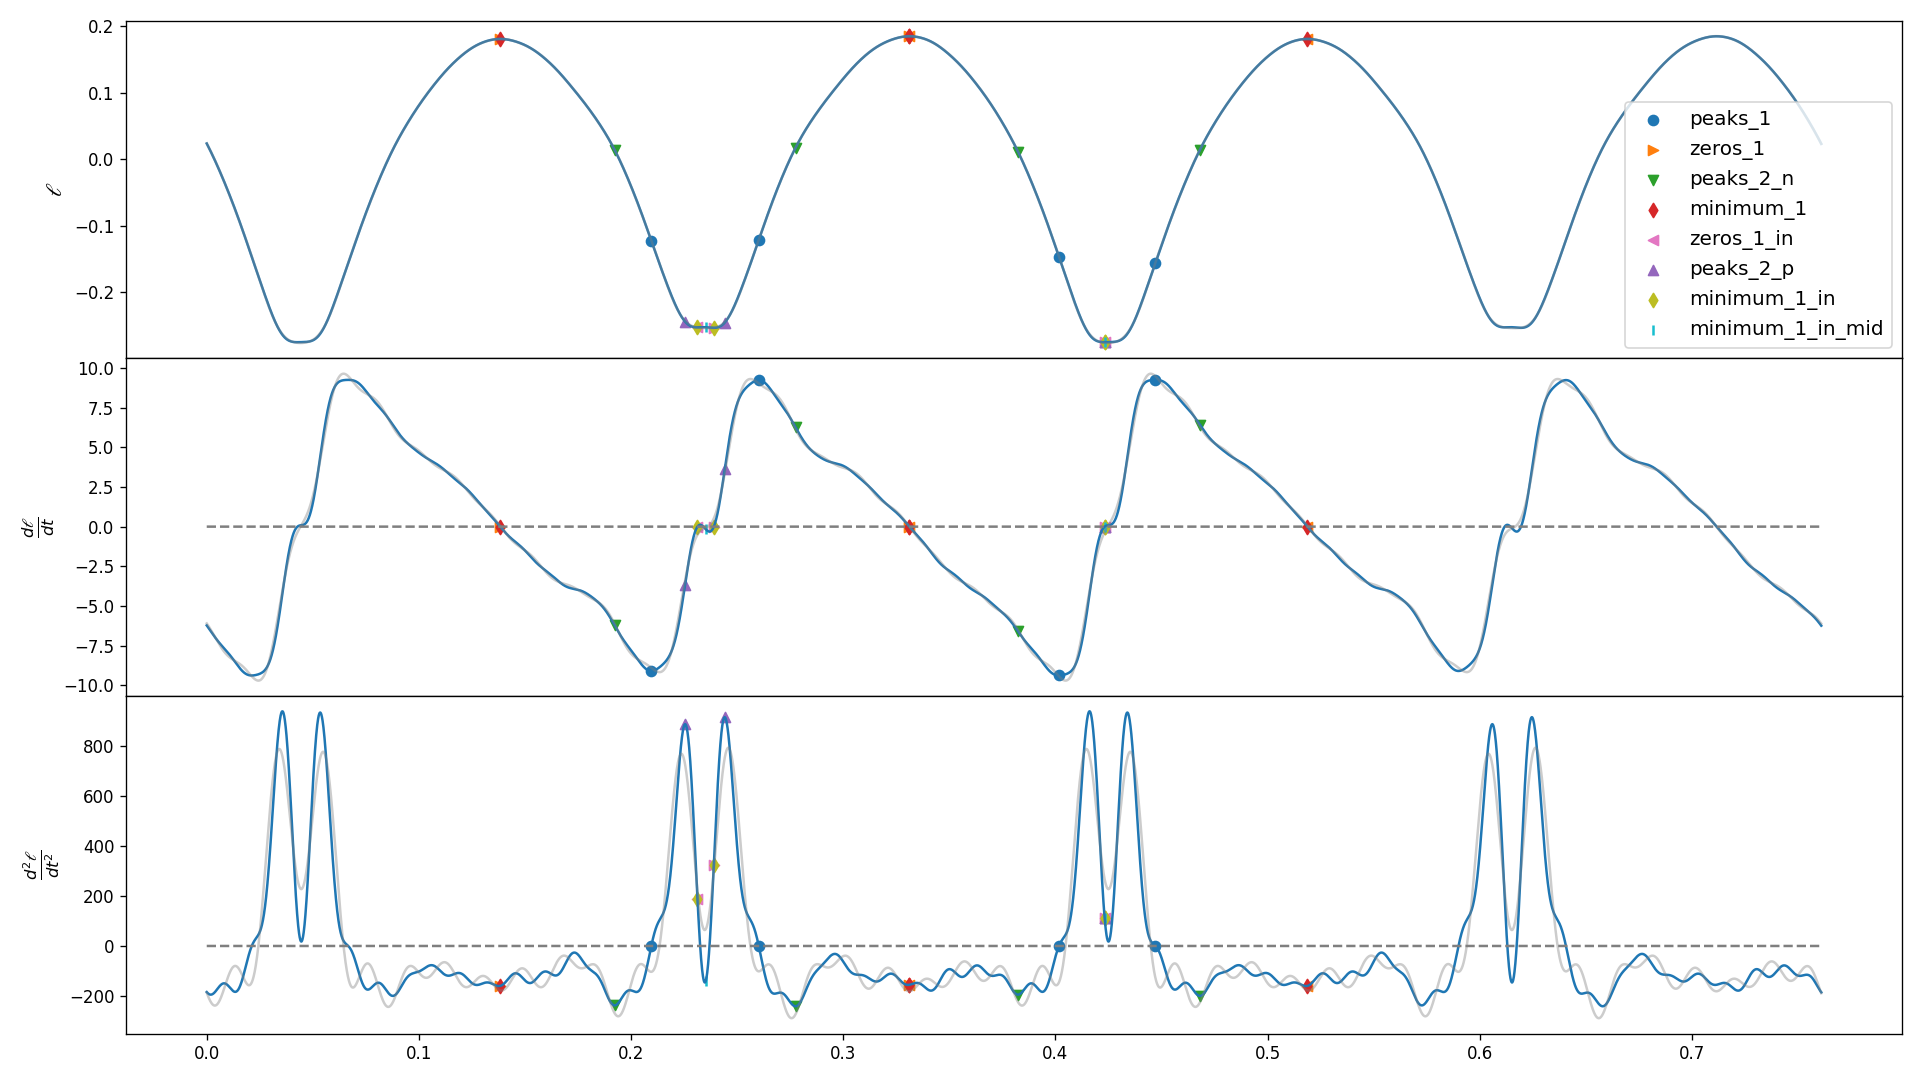 0.2
0.1
0.0
−0.1
−0.2
ℓ
peaks_1
zeros_1
peaks_2_n
minimum_1
zeros_1_in
peaks_2_p
minimum_1_in
minimum_1_in_mid
10.0
7.5
5.0
2.5
0.0
−2.5
−5.0
−7.5
−10.0
dℓ
dt
800
600
400
200
0
−200
d²ℓ
dt²
0.0 0.1 0.2 0.3 0.4 0.5 0.6 0.7